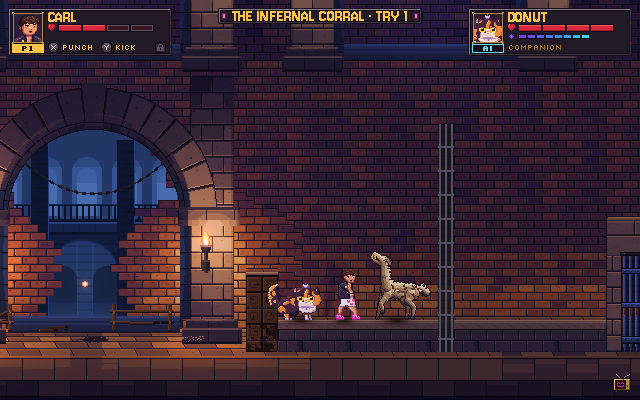 CARL
P1
X PUNCH Y KICK
THE INFERNAL CORRAL · TRY 1
DONUT
AI
COMPANION